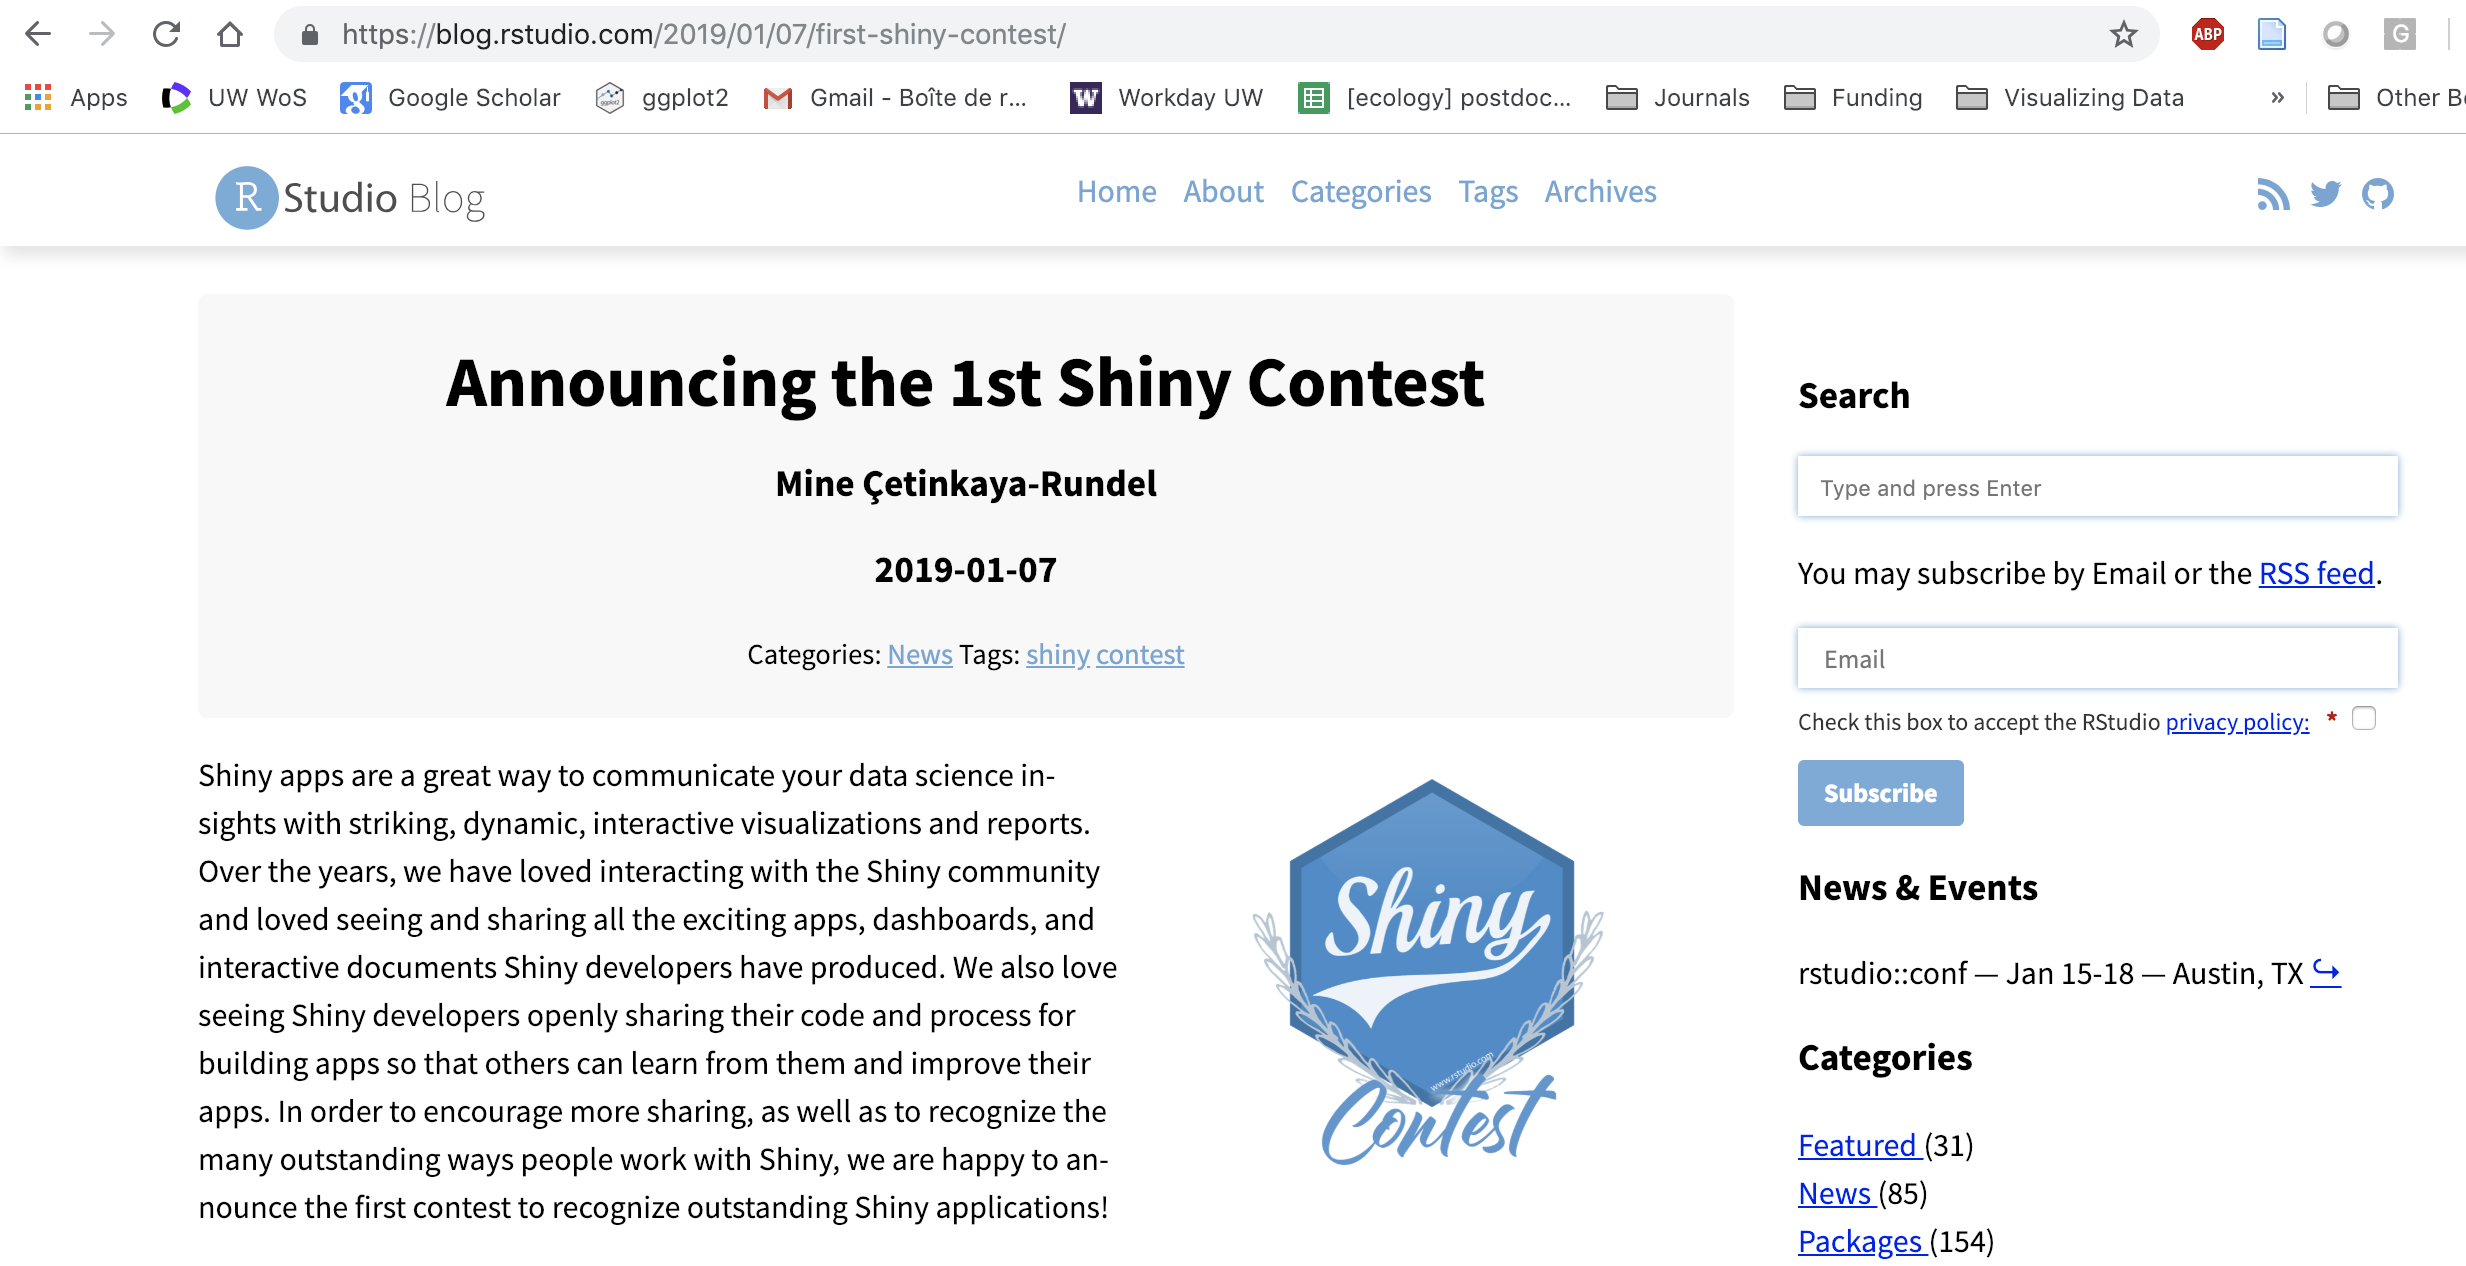 https://blog.rstudio.com/2019/01/07/first-shiny-contest/
ABP
G
Apps
UW WoS
Google Scholar
ggplot2
Gmail - Boîte de r...
W
Workday UW
[ecology] postdoc...
Journals
Funding
Visualizing Data
»
Other B
R Studio Blog
Home
About
Categories
Tags
Archives
Announcing the 1st Shiny Contest
Mine Çetinkaya-Rundel
2019-01-07
Categories: News Tags: shiny contest
Shiny apps are a great way to communicate your data science in-
sights with striking, dynamic, interactive visualizations and reports.
Over the years, we have loved interacting with the Shiny community
and loved seeing and sharing all the exciting apps, dashboards, and
interactive documents Shiny developers have produced. We also love
seeing Shiny developers openly sharing their code and process for
building apps so that others can learn from them and improve their
apps. In order to encourage more sharing, as well as to recognize the
many outstanding ways people work with Shiny, we are happy to an-
nounce the first contest to recognize outstanding Shiny applications!
Shiny
www.rstudio.com
Contest
Search
Type and press Enter
You may subscribe by Email or the RSS feed.
Email
Check this box to accept the RStudio privacy policy: *
Subscribe
News & Events
rstudio::conf — Jan 15-18 — Austin, TX ↪
Categories
Featured (31)
News (85)
Packages (154)